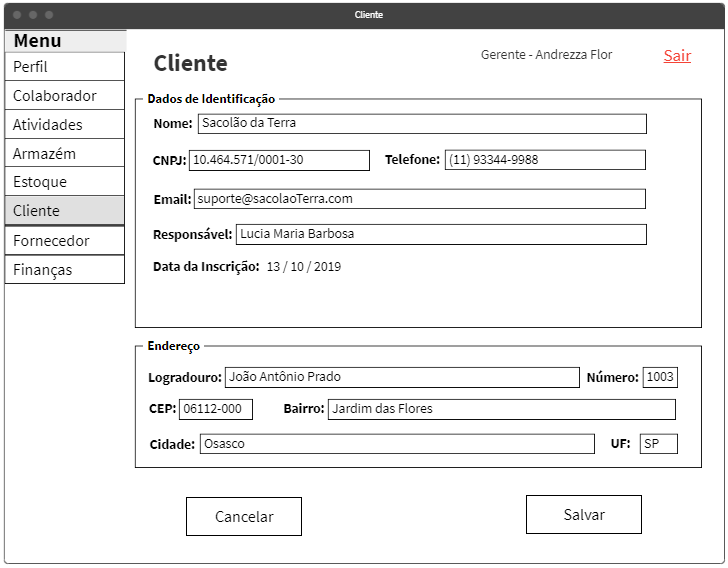 Cliente
Menu
Perfil
Colaborador
Atividades
Armazém
Estoque
Cliente
Fornecedor
Finanças
Cliente
Gerente - Andrezza Flor
Sair
Dados de Identificação
Nome: Sacolão da Terra
CNPJ: 10.464.571/0001-30 Telefone: (11) 93344-9988
Email: suporte@sacolaoTerra.com
Responsável: Lucia Maria Barbosa
Data da Inscrição: 13 / 10 / 2019
Endereço
Logradouro: João Antônio Prado Número: 1003
CEP: 06112-000 Bairro: Jardim das Flores
Cidade: Osasco UF: SP
Cancelar Salvar